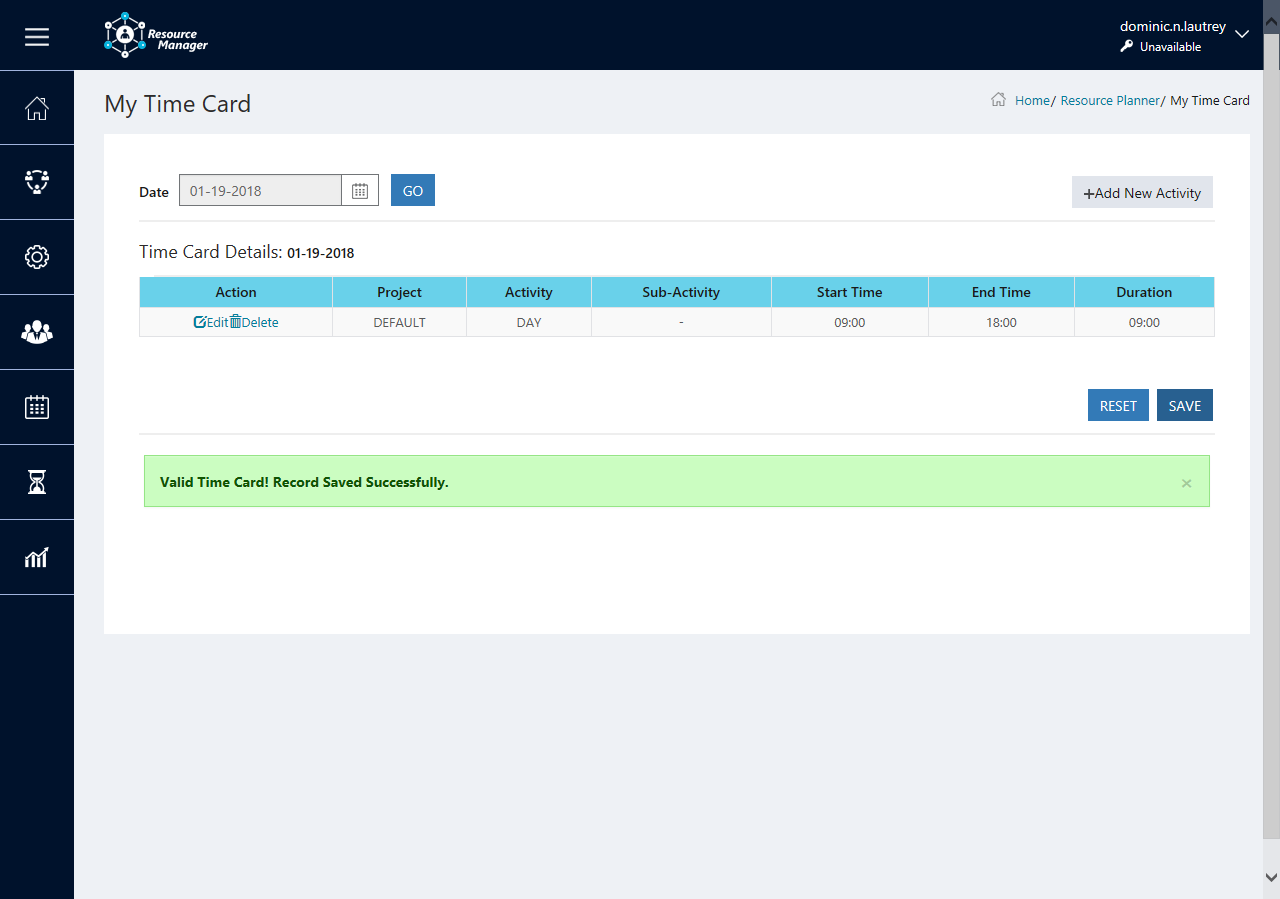 Resource
Manager
dominic.n.lautrey
Unavailable
My Time Card
Home/ Resource Planner/ My Time Card
Date 01-19-2018 GO
+Add New Activity
Time Card Details: 01-19-2018
Action Project Activity Sub-Activity Start Time End Time Duration
Edit Delete DEFAULT DAY - 09:00 18:00 09:00
RESET SAVE
Valid Time Card! Record Saved Successfully. ×